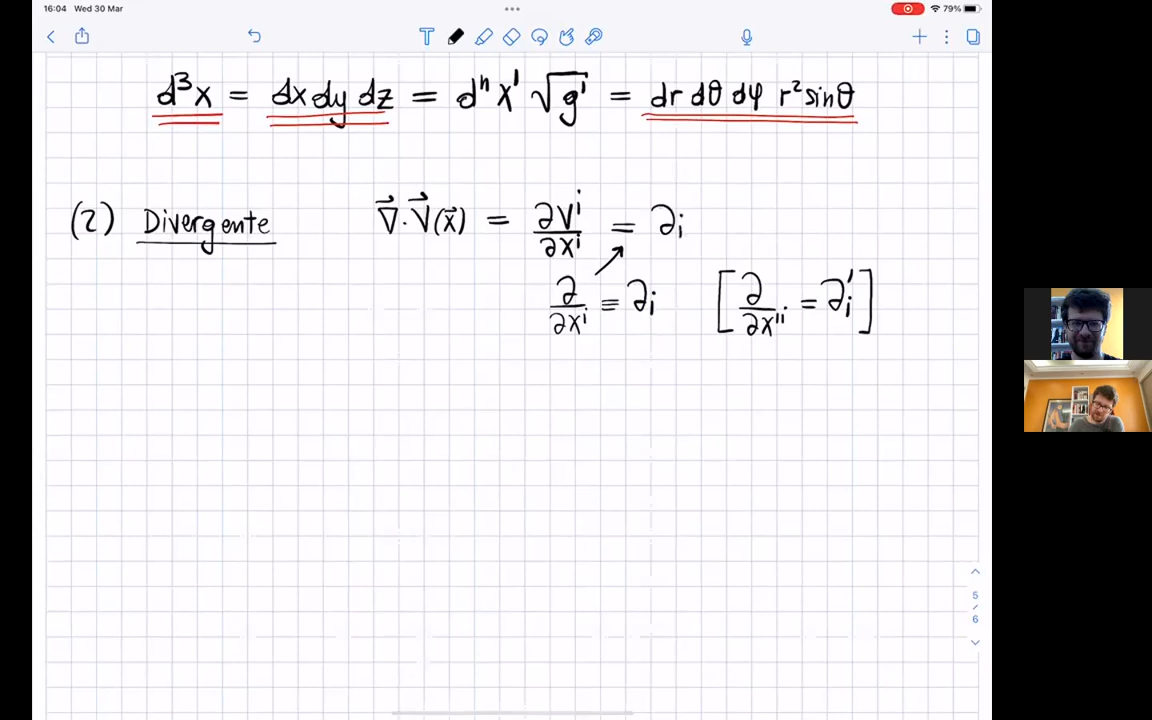 16:04 Wed 30 Mar
79%
d³x = dx dy dz = dⁿx' √g' = dr dθ dφ r² sinθ
(2) Divergente ∇⃗·V⃗(x⃗) = ∂Vⁱ/∂xⁱ = ∂ᵢ
∂/∂xⁱ ≡ ∂ᵢ [∂/∂x'ⁱ = ∂'ᵢ]
5
/
6